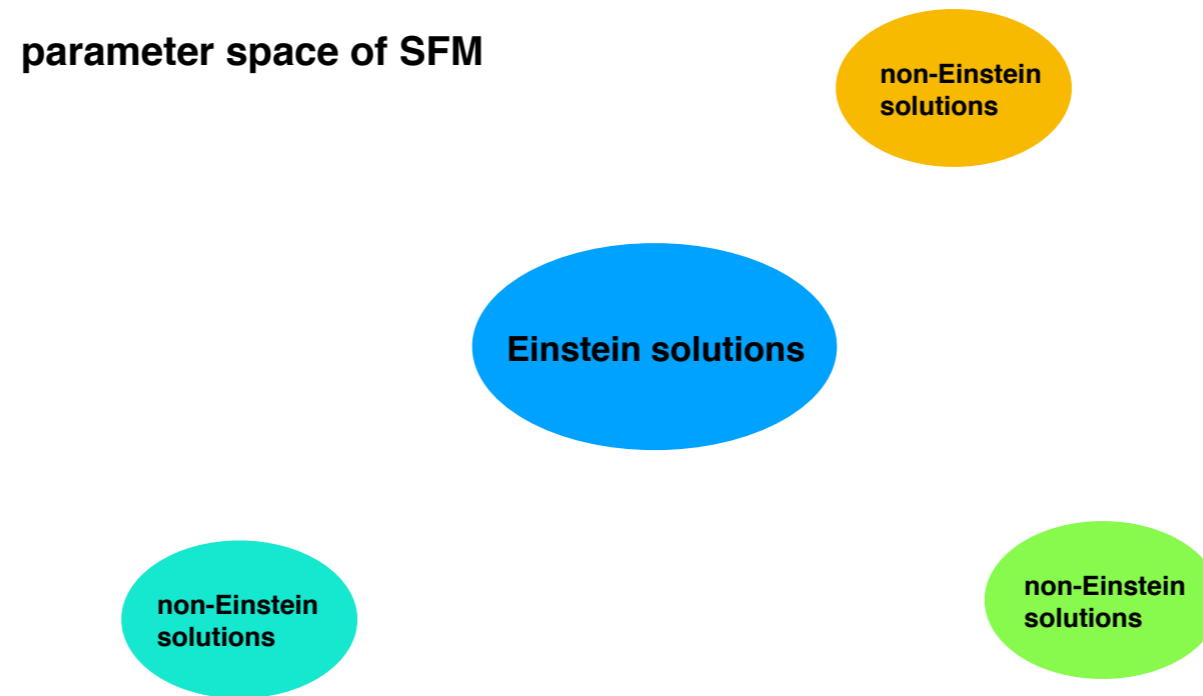 parameter space of SFM
non-Einstein
solutions
Einstein solutions
non-Einstein
solutions
non-Einstein
solutions